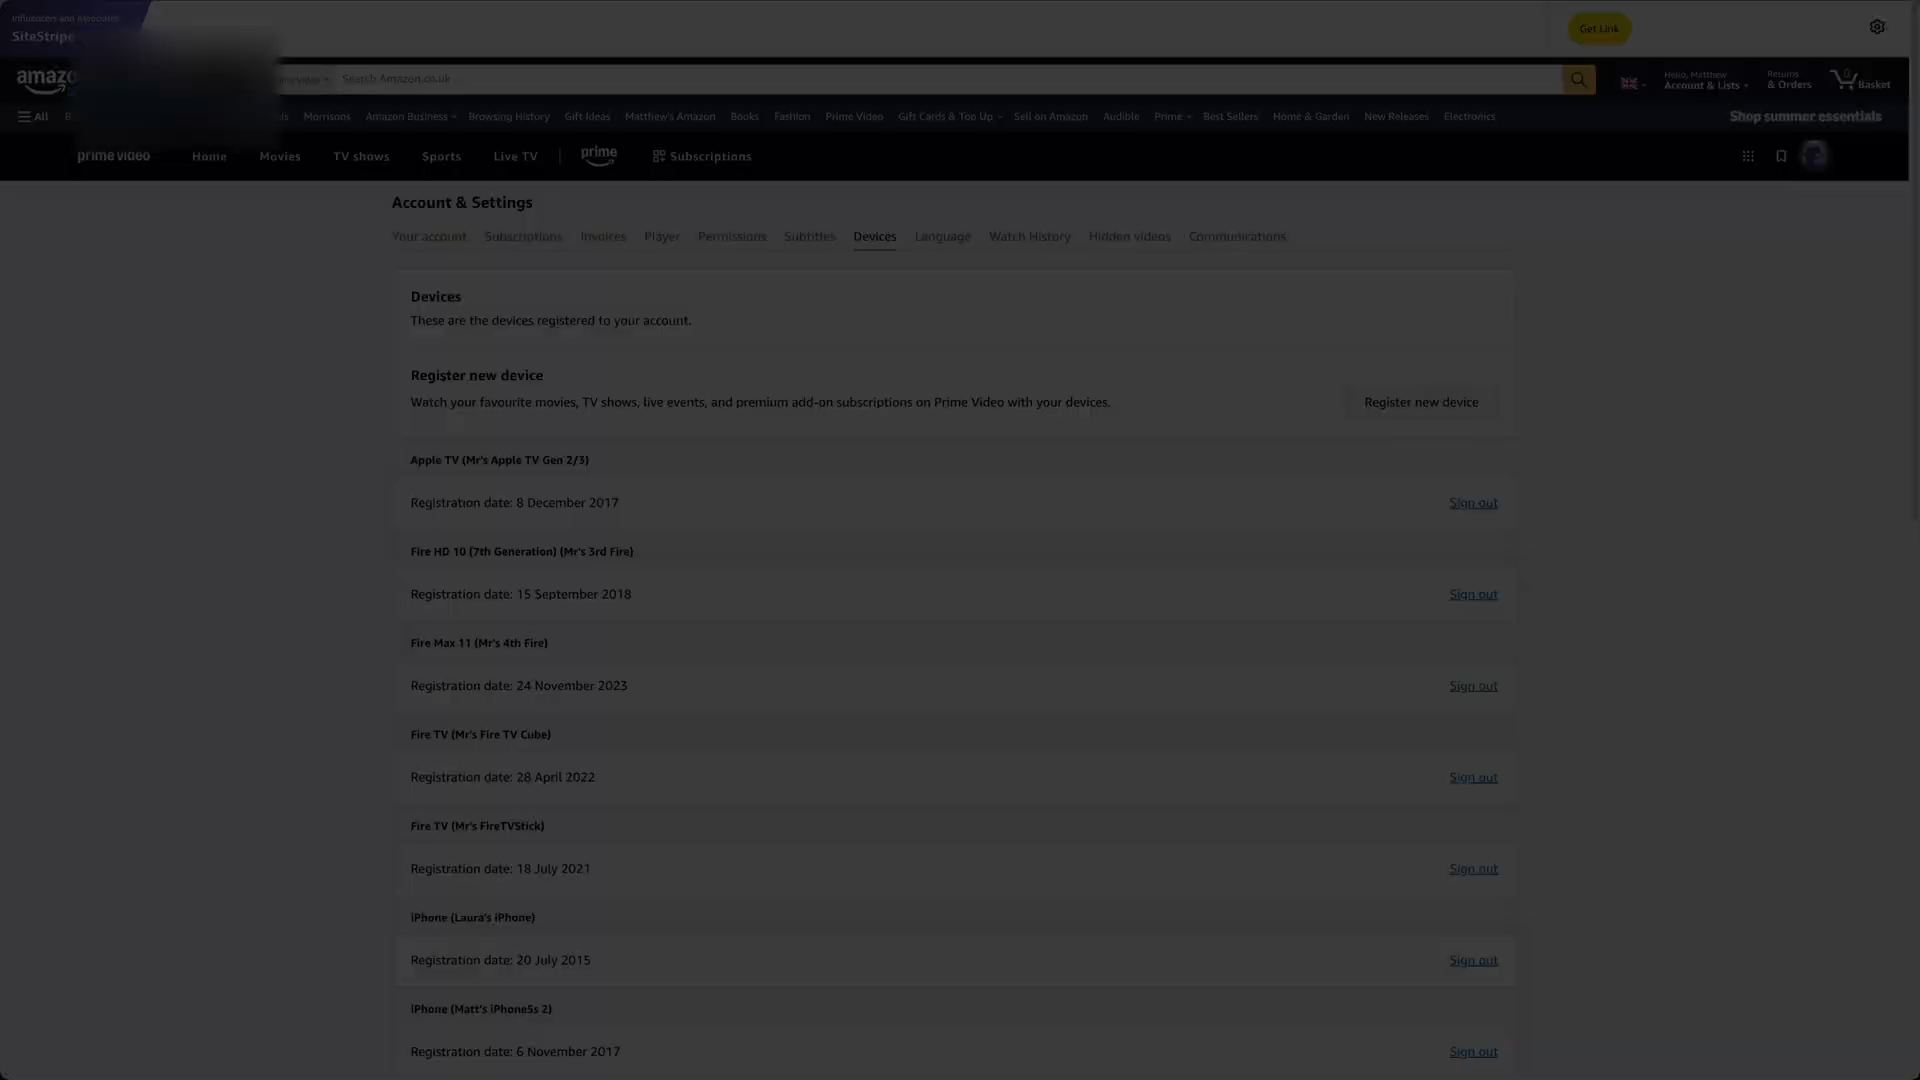 Influencers and Associates
SiteStripe
Get Link
amazo
Search Amazon.co.uk
Hello, Matthew
Account & Lists
Returns
& Orders
0
Basket
All
Morrisons
Amazon Business
Browsing History
Gift Ideas
Matthew's Amazon
Books
Fashion
Prime Video
Gift Cards & Top Up
Sell on Amazon
Audible
Prime
Best Sellers
Home & Garden
New Releases
Electronics
Shop summer essentials
prime video
Home
Movies
TV shows
Sports
Live TV
prime
Subscriptions
Account & Settings
Your account
Subscriptions
Invoices
Player
Permissions
Subtitles
Devices
Language
Watch History
Hidden videos
Communications
Devices
These are the devices registered to your account.
Register new device
Watch your favourite movies, TV shows, live events, and premium add-on subscriptions on Prime Video with your devices.
Register new device
Apple TV (Mr's Apple TV Gen 2/3)
Registration date: 8 December 2017
Sign out
Fire HD 10 (7th Generation) (Mr's 3rd Fire)
Registration date: 15 September 2018
Sign out
Fire Max 11 (Mr's 4th Fire)
Registration date: 24 November 2023
Sign out
Fire TV (Mr's Fire TV Cube)
Registration date: 28 April 2022
Sign out
Fire TV (Mr's FireTVStick)
Registration date: 18 July 2021
Sign out
iPhone (Laura's iPhone)
Registration date: 20 July 2015
Sign out
iPhone (Matt's iPhone5s 2)
Registration date: 6 November 2017
Sign out